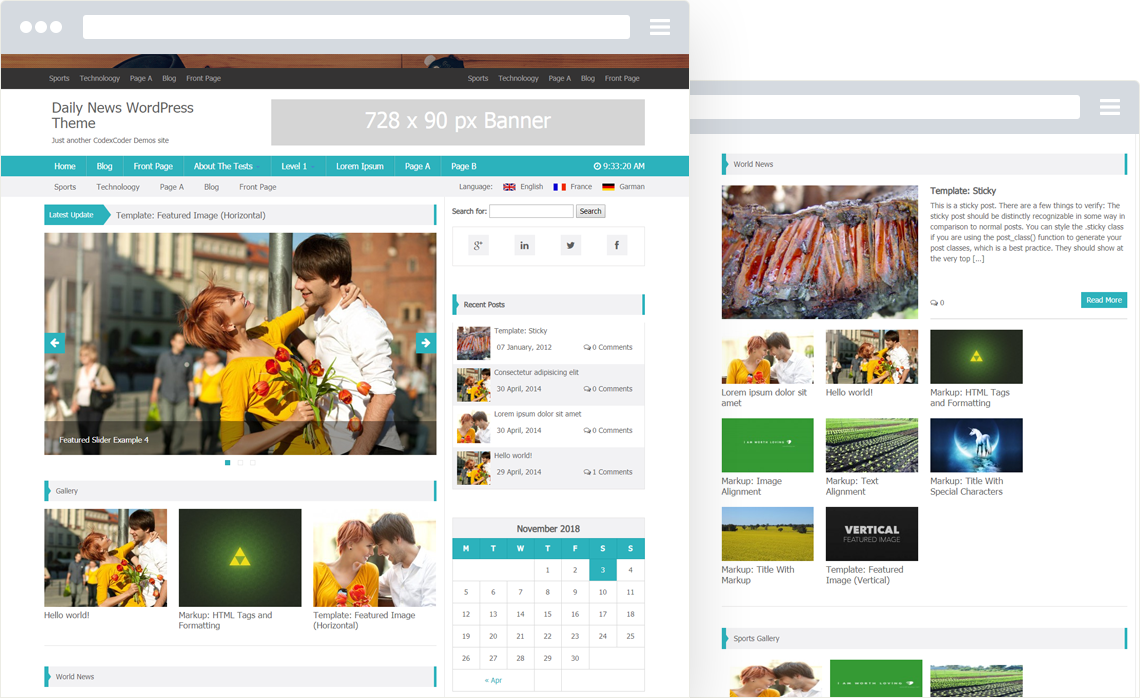 Sports Technoloogy Page A Blog Front Page
Sports Technoloogy Page A Blog Front Page
Daily News WordPress
Theme
Just another CodexCoder Demos site
728 x 90 px Banner
Home Blog Front Page About The Tests Level 1 Lorem Ipsum Page A Page B
9:33:20 AM
Sports Technoloogy Page A Blog Front Page
Language: English France Garman
Latest Update Template: Featured Image (Horizontal)
Featured Slider Example 4
Gallery
Hello world!
Markup: HTML Tags and
Formatting
Template: Featured Image
(Horizontal)
World News
Search for: Search
g+ in f
Recent Posts
Template: Sticky
07 January, 2012 0 Comments
Consectetur adipisicing elit
30 April, 2014 0 Comments
Lorem ipsum dolor sit amet
30 April, 2014 0 Comments
Hello world!
29 April, 2014 1 Comments
November 2018
M T W T F S S
1 2 3 4
5 6 7 8 9 10 11
12 13 14 15 16 17 18
19 20 21 22 23 24 25
26 27 28 29 30
« Apr
World News
Template: Sticky
This is a sticky post. There are a few things to verify: The
sticky post should be distinctly recognizable in some way in
comparison to normal posts. You can style the .sticky class
if you are using the post_class() function to generate your
post classes, which is a best practice. They should show at
the very top [...]
0
Read More
Lorem ipsum dolor sit
amet
Hello world!
Markup: HTML Tags
and Formatting
I AM WORTH LOVING
Markup: Image
Alignment
Markup: Text
Alignment
Markup: Title With
Special Characters
Markup: Title With
Markup
VERTICAL
FEATURED IMAGE
Template: Featured
Image (Vertical)
Sports Gallery
I AM WORTH LOVING